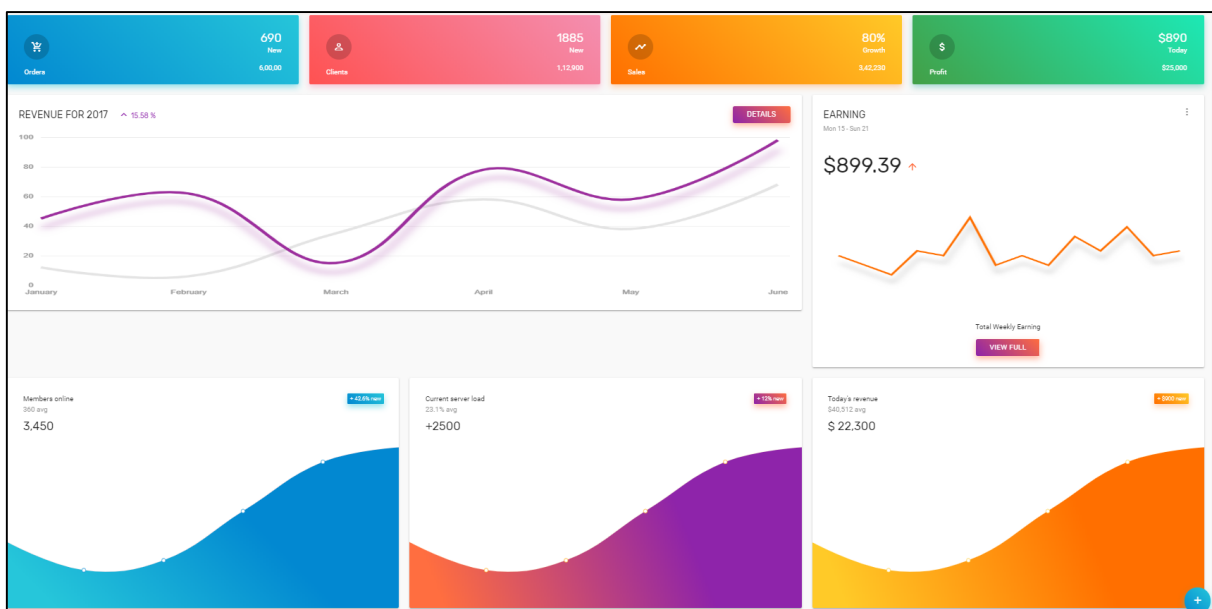 690
New
Orders
6,00,00
1885
New
Clients
1,12,900
80%
Growth
Sales
3,42,230
$890
Today
Profit
$25,000
REVENUE FOR 2017 15.58 %
DETAILS
100
80
60
40
20
0
January February March April May June
EARNING
Mon 15 - Sun 21
$899.39
Total Weekly Earning
VIEW FULL
Members online
+ 42.6% new
360 avg
3,450
Current server load
+ 12% new
23.1% avg
+2500
Today's revenue
+ $900 new
$40,512 avg
$ 22,300